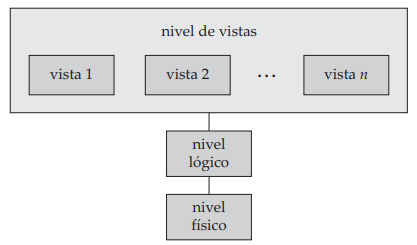 nivel de vistas
vista 1 vista 2 ... vista n
nivel
lógico
nivel
físico